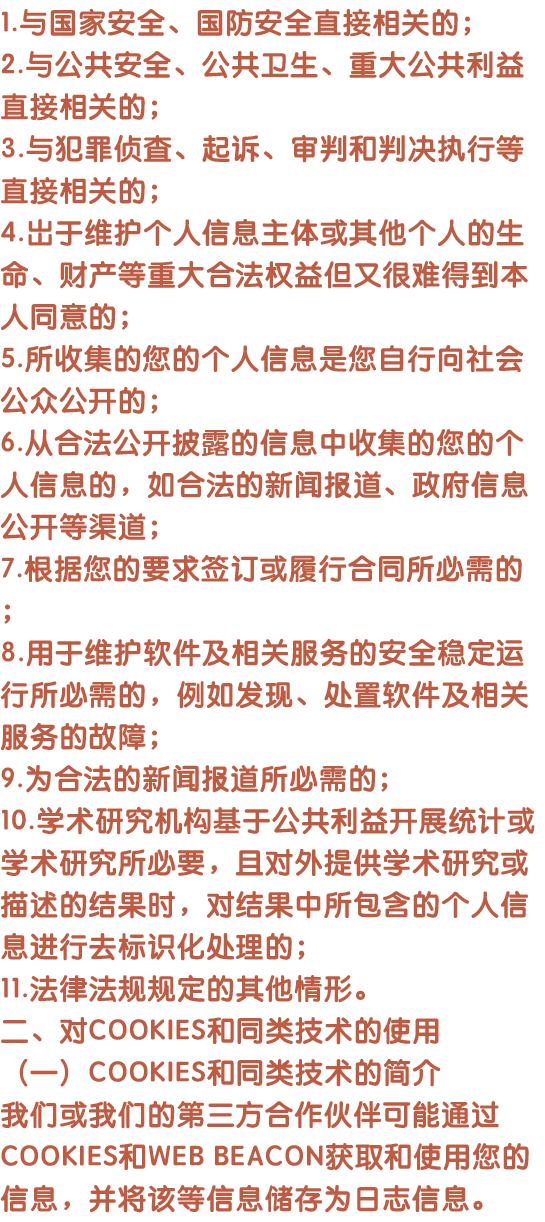 1.与国家安全、国防安全直接相关的；
2.与公共安全、公共卫生、重大公共利益
直接相关的；
3.与犯罪侦查、起诉、审判和判决执行等
直接相关的；
4.出于维护个人信息主体或其他个人的生
命、财产等重大合法权益但又很难得到本
人同意的；
5.所收集的您的个人信息是您自行向社会
公众公开的；
6.从合法公开披露的信息中收集的您的个
人信息的，如合法的新闻报道、政府信息
公开等渠道；
7.根据您的要求签订或履行合同所必需的
；
8.用于维护软件及相关服务的安全稳定运
行所必需的，例如发现、处置软件及相关
服务的故障；
9.为合法的新闻报道所必需的；
10.学术研究机构基于公共利益开展统计或
学术研究所必要，且对外提供学术研究或
描述的结果时，对结果中所包含的个人信
息进行去标识化处理的；
11.法律法规规定的其他情形。
二、对COOKIES和同类技术的使用
（一）COOKIES和同类技术的简介
我们或我们的第三方合作伙伴可能通过
COOKIES和WEB BEACON获取和使用您的
信息，并将该等信息储存为日志信息。